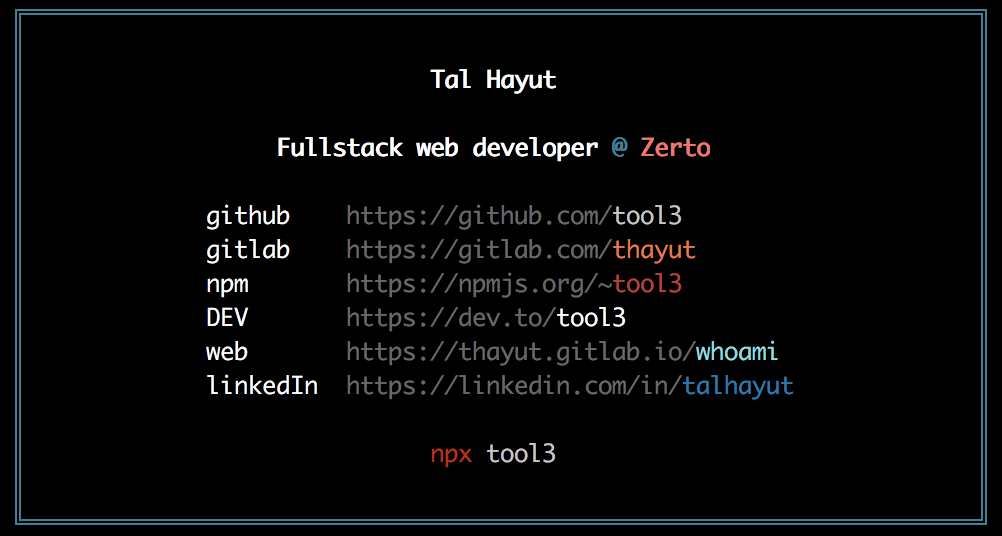 Tal Hayut
Fullstack web developer @ Zerto
github https://github.com/tool3
gitlab https://gitlab.com/thayut
npm https://npmjs.org/~tool3
DEV https://dev.to/tool3
web https://thayut.gitlab.io/whoami
linkedIn https://linkedin.com/in/talhayut
npx tool3